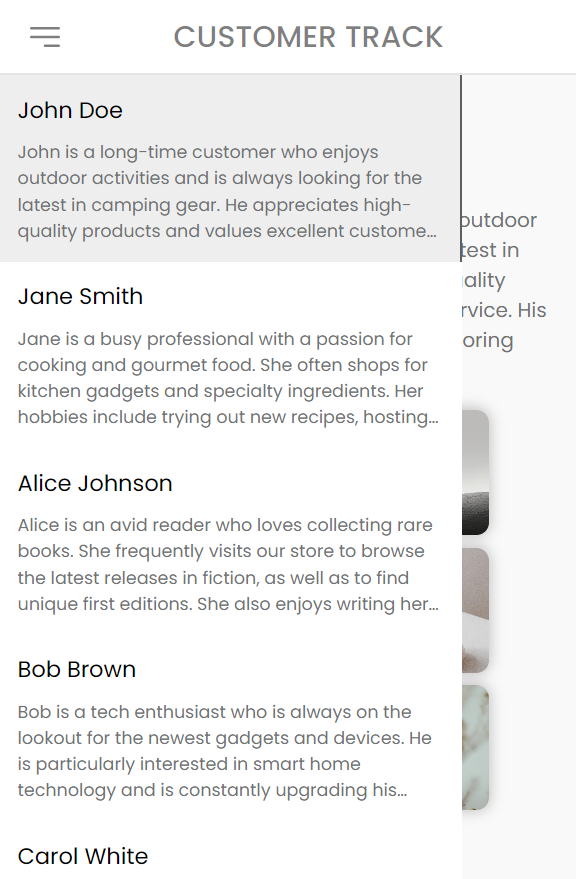 CUSTOMER TRACK
John Doe
John is a long-time customer who enjoys
outdoor activities and is always looking for the
latest in camping gear. He appreciates high-
quality products and values excellent custome...
Jane Smith
Jane is a busy professional with a passion for
cooking and gourmet food. She often shops for
kitchen gadgets and specialty ingredients. Her
hobbies include trying out new recipes, hosting...
Alice Johnson
Alice is an avid reader who loves collecting rare
books. She frequently visits our store to browse
the latest releases in fiction, as well as to find
unique first editions. She also enjoys writing her...
Bob Brown
Bob is a tech enthusiast who is always on the
lookout for the newest gadgets and devices. He
is particularly interested in smart home
technology and is constantly upgrading his...
Carol White
outdoor
test in
ality
rvice. His
oring